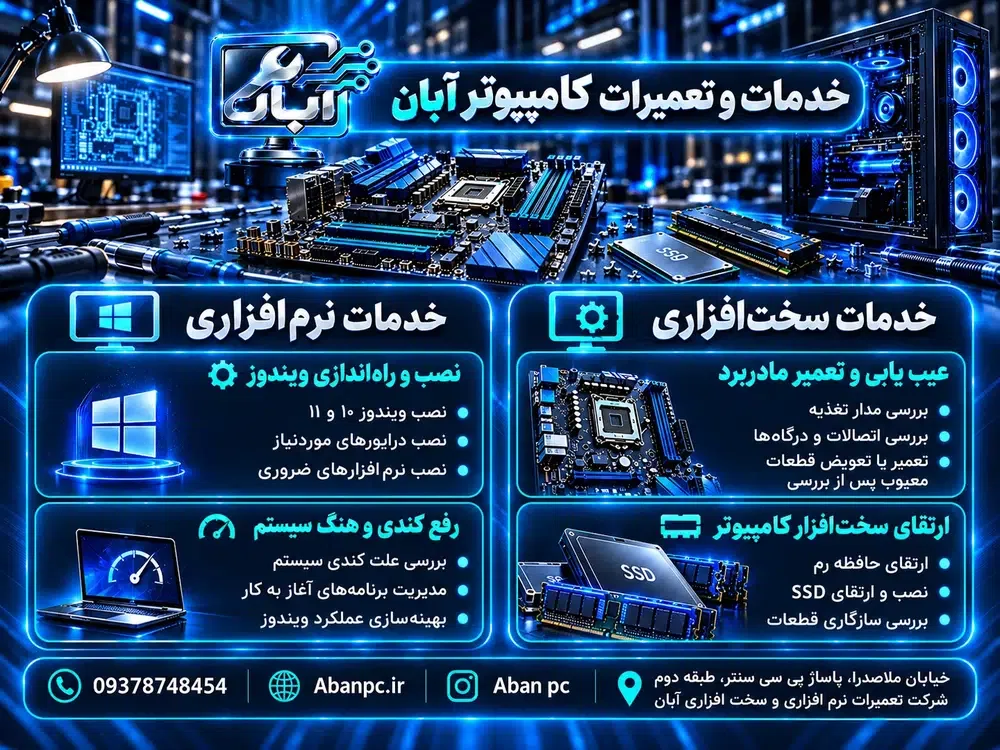 آبان
خدمات و تعمیرات کامپیوتر آبان
SSD
خدمات سخت‌افزاری
عیب یابی و تعمیر مادربرد
بررسی مدار تغذیه
بررسی اتصالات و درگاه‌ها
تعمیر یا تعویض قطعات
معیوب پس از بررسی
ارتقای سخت‌افزار کامپیوتر
ارتقای حافظه رم
نصب و ارتقای SSD
بررسی سازگاری قطعات
SSD
خدمات نرم‌افزاری
نصب و راه‌اندازی ویندوز
نصب ویندوز ۱۰ و ۱۱
نصب درایورهای موردنیاز
نصب نرم‌افزارهای ضروری
رفع کندی و هنگ سیستم
بررسی علت کندی سیستم
مدیریت برنامه‌های آغاز به کار
بهینه‌سازی عملکرد ویندوز
خیابان ملاصدرا، پاساژ پی سی سنتر، طبقه دوم
شرکت تعمیرات نرم افزاری و سخت افزاری آبان
Aban pc
Abanpc.ir
09378748454